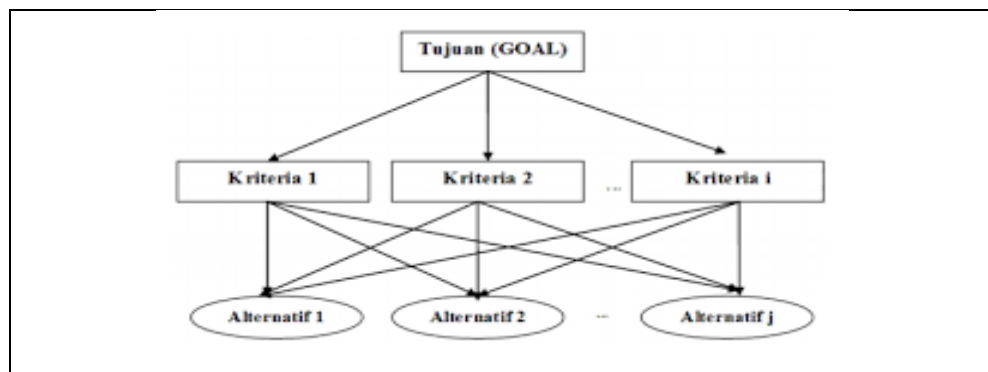 Tujuan (GOAL)
Kriteria 1
Kriteria 2
...
Kriteria i
Alternatif 1
Alternatif 2
...
Alternatif j